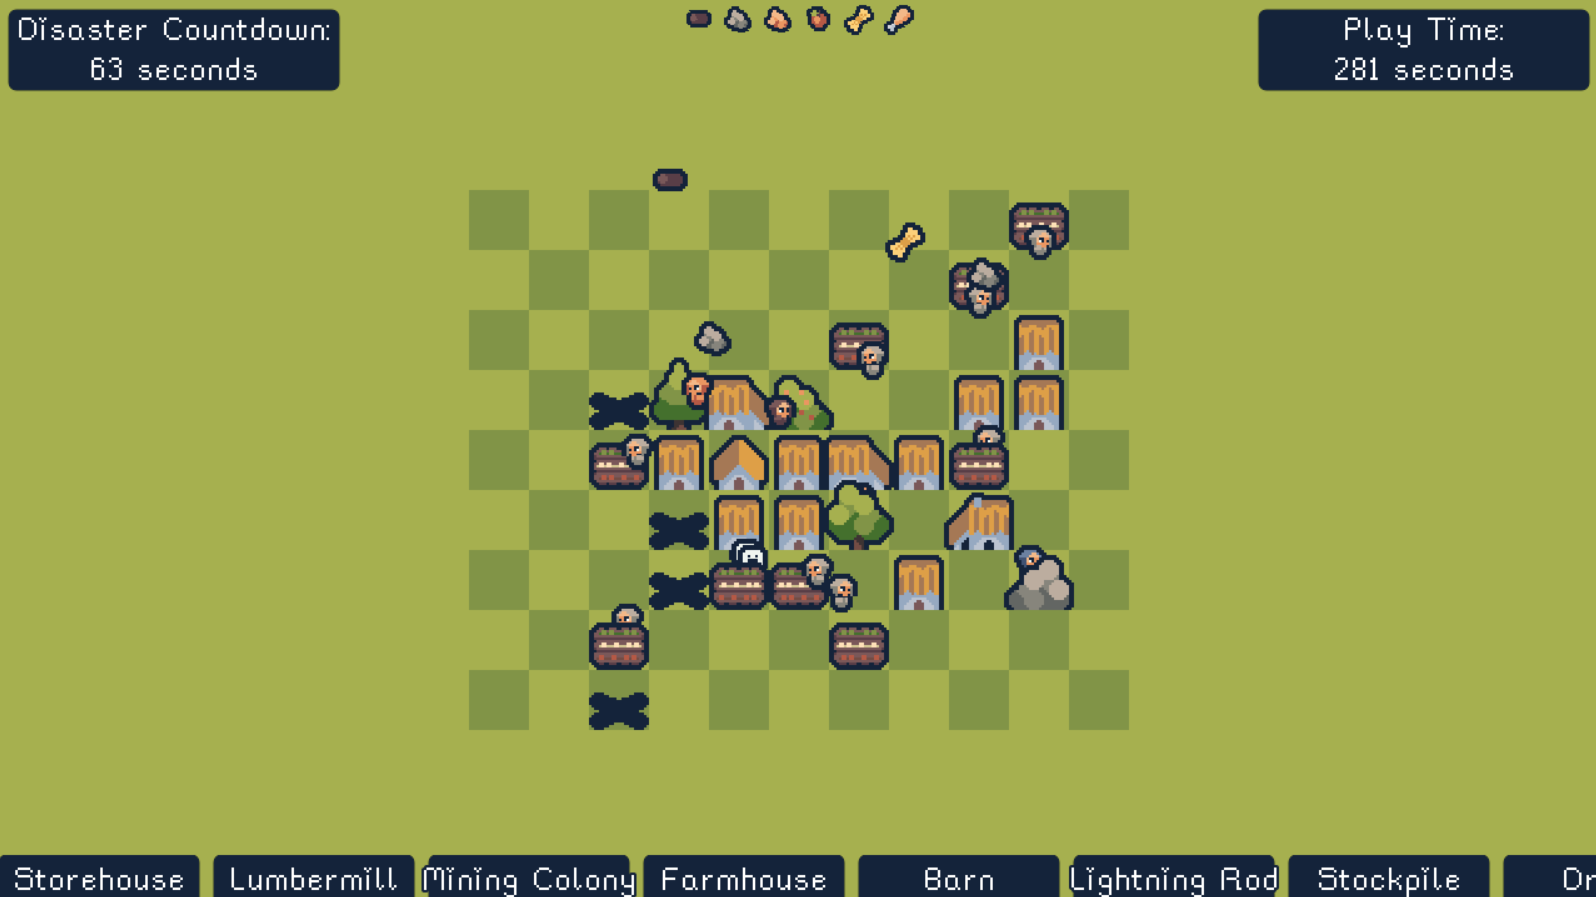 Disaster Countdown:
63 seconds
Play Time:
281 seconds
Storehouse
Lumbermill
Mining Colony
Farmhouse
Barn
Lightning Rod
Stockpile